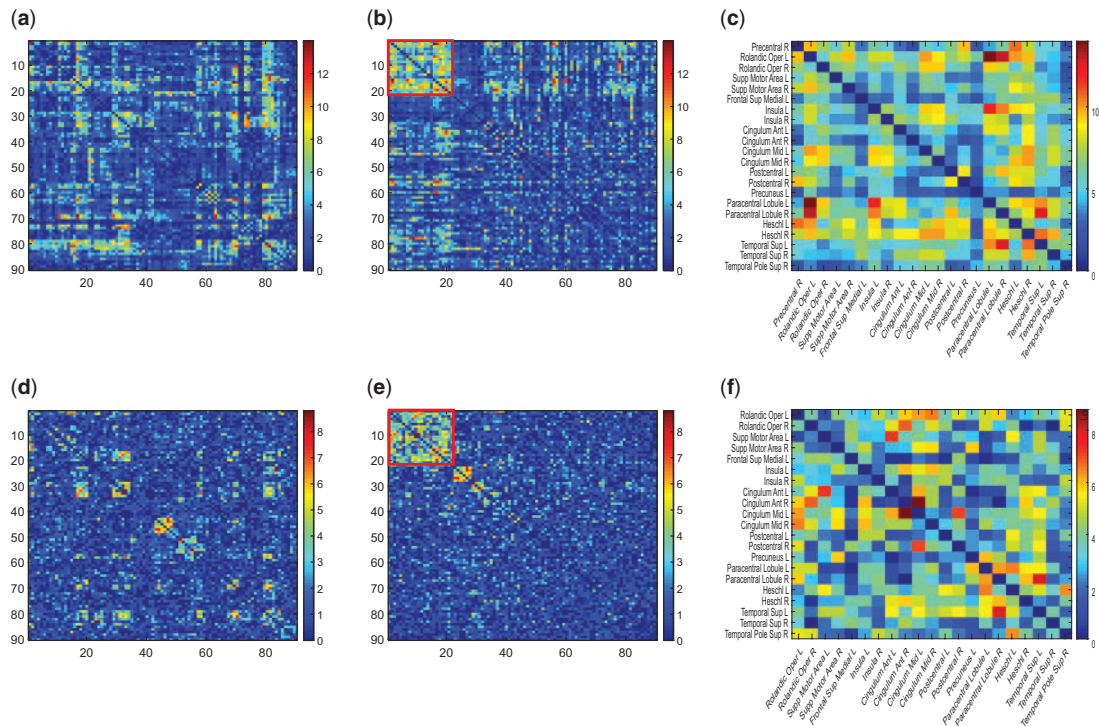 (a)
10
20
30
40
50
60
70
80
90
20
40
60
80
12
10
8
6
4
2
0
(b)
10
20
30
40
50
60
70
80
90
20
40
60
80
12
10
8
6
4
2
0
(c)
Precentral R
Rolandic Oper L
Rolandic Oper R
Supp Motor Area L
Supp Motor Area R
Frontal Sup Medial L
Insula L
Insula R
Cingulum Ant L
Cingulum Ant R
Cingulum Mid L
Cingulum Mid R
Postcentral L
Postcentral R
Precuneus L
Paracentral Lobule L
Paracentral Lobule R
Heschl L
Heschl R
Temporal Sup L
Temporal Sup R
Temporal Pole Sup R
Precentral R
Rolandic Oper L
Rolandic Oper R
Supp Motor Area L
Supp Motor Area R
Frontal Sup Medial L
Insula L
Insula R
Cingulum Ant L
Cingulum Ant R
Cingulum Mid L
Cingulum Mid R
Postcentral L
Postcentral R
Precuneus L
Paracentral Lobule L
Paracentral Lobule R
Heschl L
Heschl R
Temporal Sup L
Temporal Sup R
Temporal Pole Sup R
10
5
0
(d)
10
20
30
40
50
60
70
80
90
20
40
60
80
8
7
6
5
4
3
2
1
0
(e)
10
20
30
40
50
60
70
80
90
20
40
60
80
8
7
6
5
4
3
2
1
0
(f)
Rolandic Oper L
Rolandic Oper R
Supp Motor Area L
Supp Motor Area R
Frontal Sup Medial L
Insula L
Insula R
Cingulum Ant L
Cingulum Ant R
Cingulum Mid L
Cingulum Mid R
Postcentral L
Postcentral R
Precuneus L
Paracentral Lobule L
Paracentral Lobule R
Heschl L
Heschl R
Temporal Sup L
Temporal Sup R
Temporal Pole Sup R
Rolandic Oper L
Rolandic Oper R
Supp Motor Area L
Supp Motor Area R
Frontal Sup Medial L
Insula L
Insula R
Cingulum Ant L
Cingulum Ant R
Cingulum Mid L
Cingulum Mid R
Postcentral L
Postcentral R
Precuneus L
Paracentral Lobule L
Paracentral Lobule R
Heschl L
Heschl R
Temporal Sup L
Temporal Sup R
Temporal Pole Sup R
8
6
4
2
0